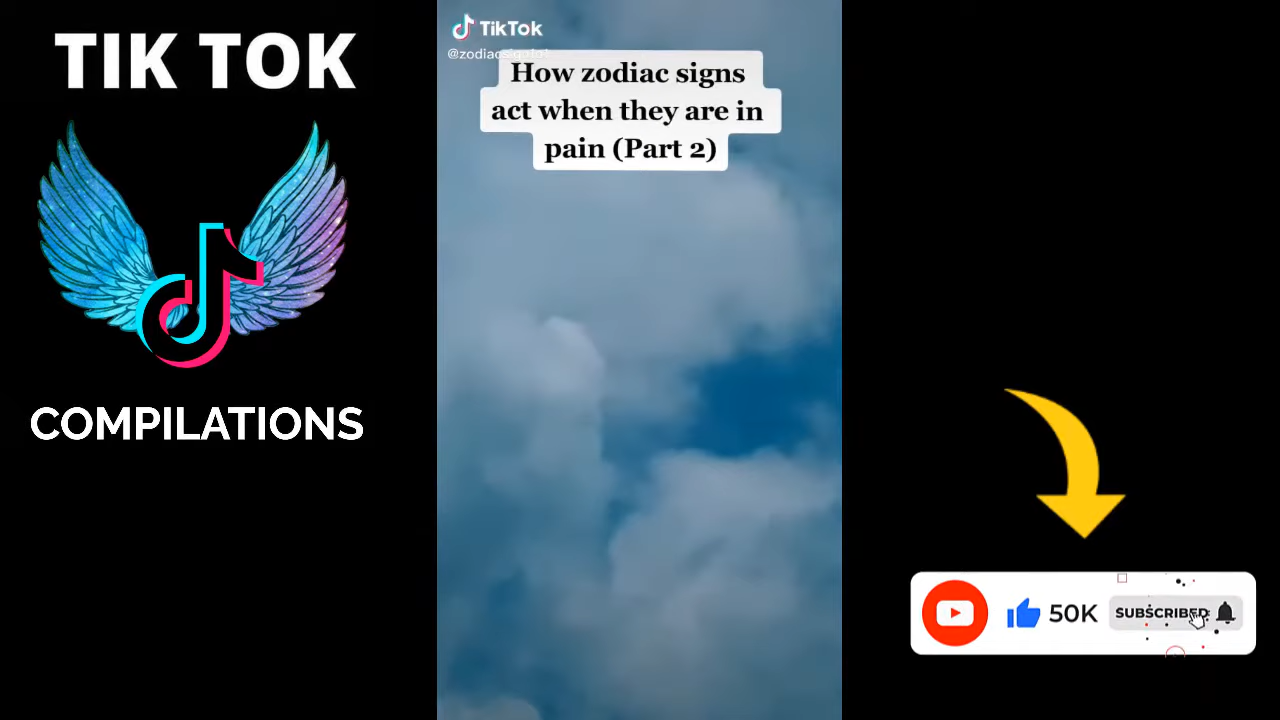 TIK TOK
COMPILATIONS
TikTok
How zodiac signs
act when they are in
pain (Part 2)
50K
SUBSCRIBED